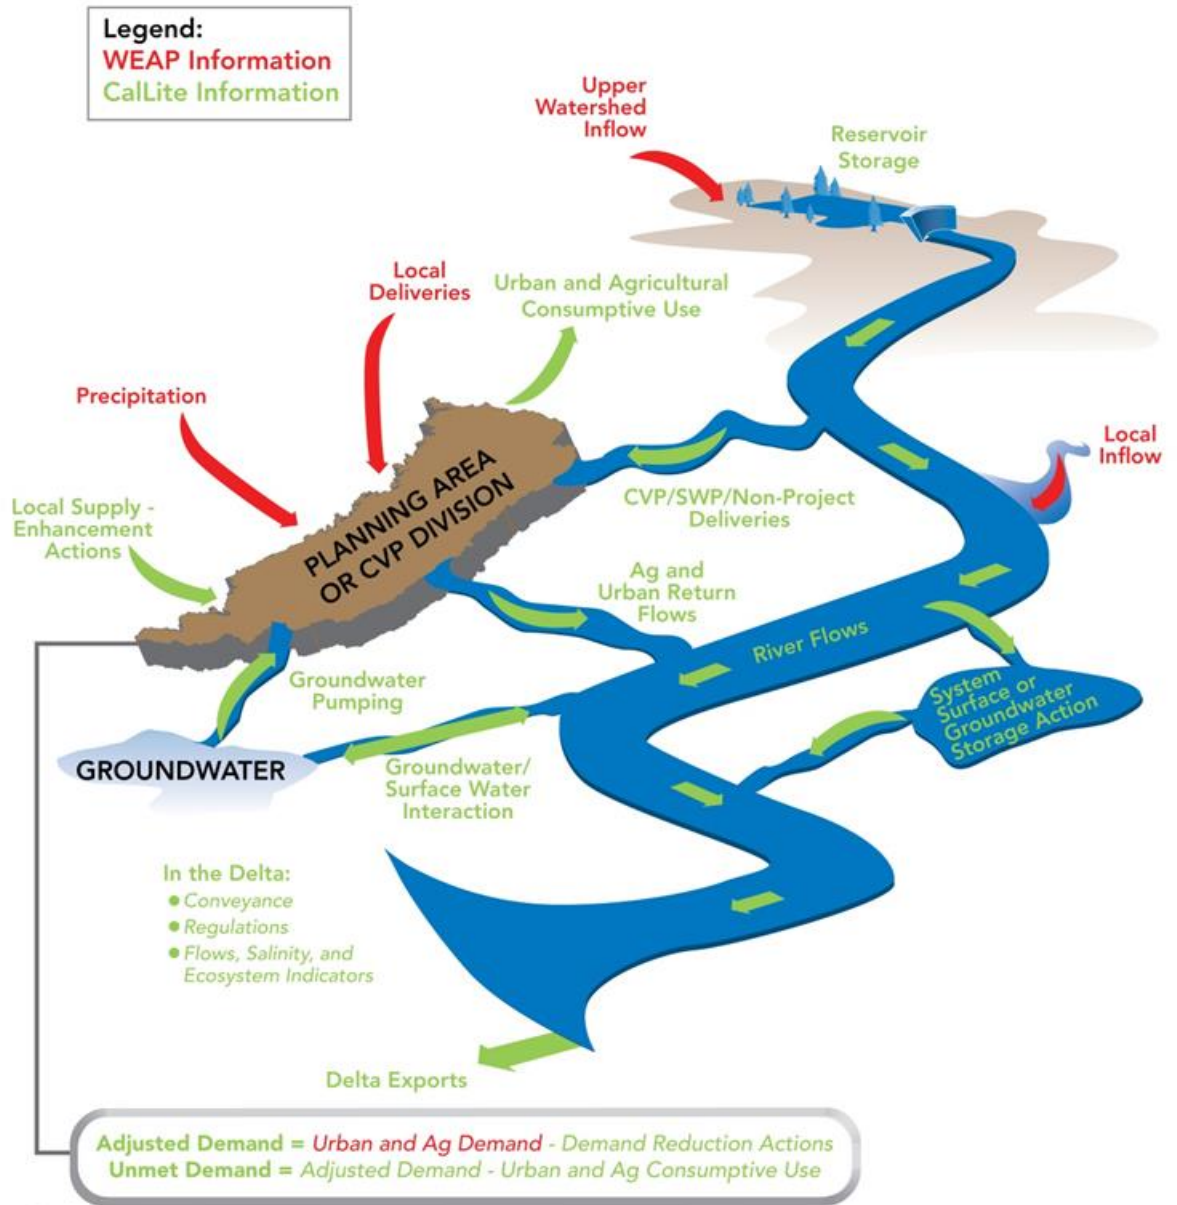 Legend:
WEAP Information
CalLite Information
Upper
Watershed
Inflow
Reservoir
Storage
Local
Deliveries
Urban and Agricultural
Consumptive Use
Precipitation
Local
Inflow
Local Supply -
Enhancement
Actions
PLANNING AREA
OR CVP DIVISION
CVP/SWP/Non-Project
Deliveries
Ag and
Urban Return
Flows
River Flows
Groundwater
Pumping
System
Surface or
Groundwater
Storage Action
GROUNDWATER
Groundwater/
Surface Water
Interaction
In the Delta:
● Conveyance
● Regulations
● Flows, Salinity, and
Ecosystem Indicators
Delta Exports
Adjusted Demand = Urban and Ag Demand - Demand Reduction Actions
Unmet Demand = Adjusted Demand - Urban and Ag Consumptive Use